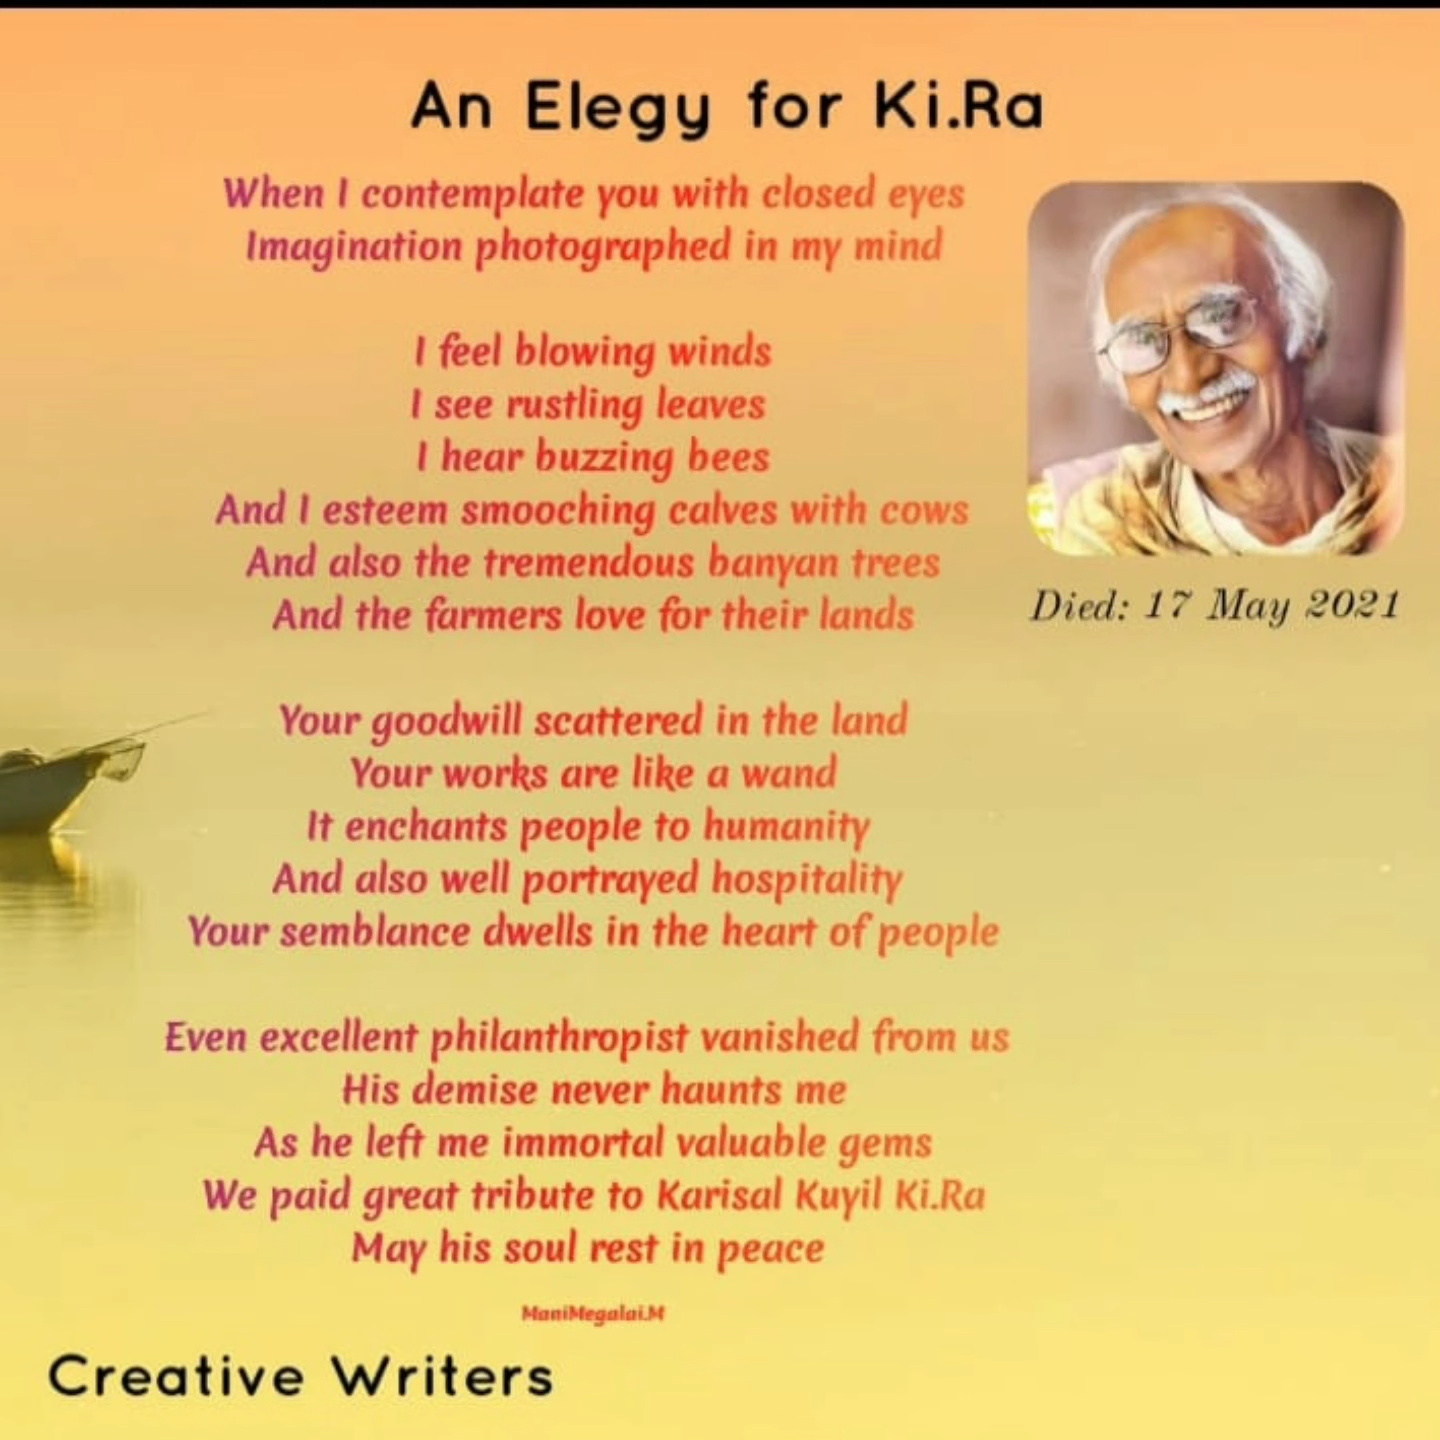 An Elegy for Ki.Ra
When I contemplate you with closed eyes
Imagination photographed in my mind
I feel blowing winds
I see rustling leaves
I hear buzzing bees
And I esteem smooching calves with cows
And also the tremendous banyan trees
And the farmers love for their lands
Died: 17 May 2021
Your goodwill scattered in the land
Your works are like a wand
It enchants people to humanity
And also well portrayed hospitality
Your semblance dwells in the heart of people
Even excellent philanthropist vanished from us
His demise never haunts me
As he left me immortal valuable gems
We paid great tribute to Karisal Kuyil Ki.Ra
May his soul rest in peace
ManiMegalai.M
Creative Writers